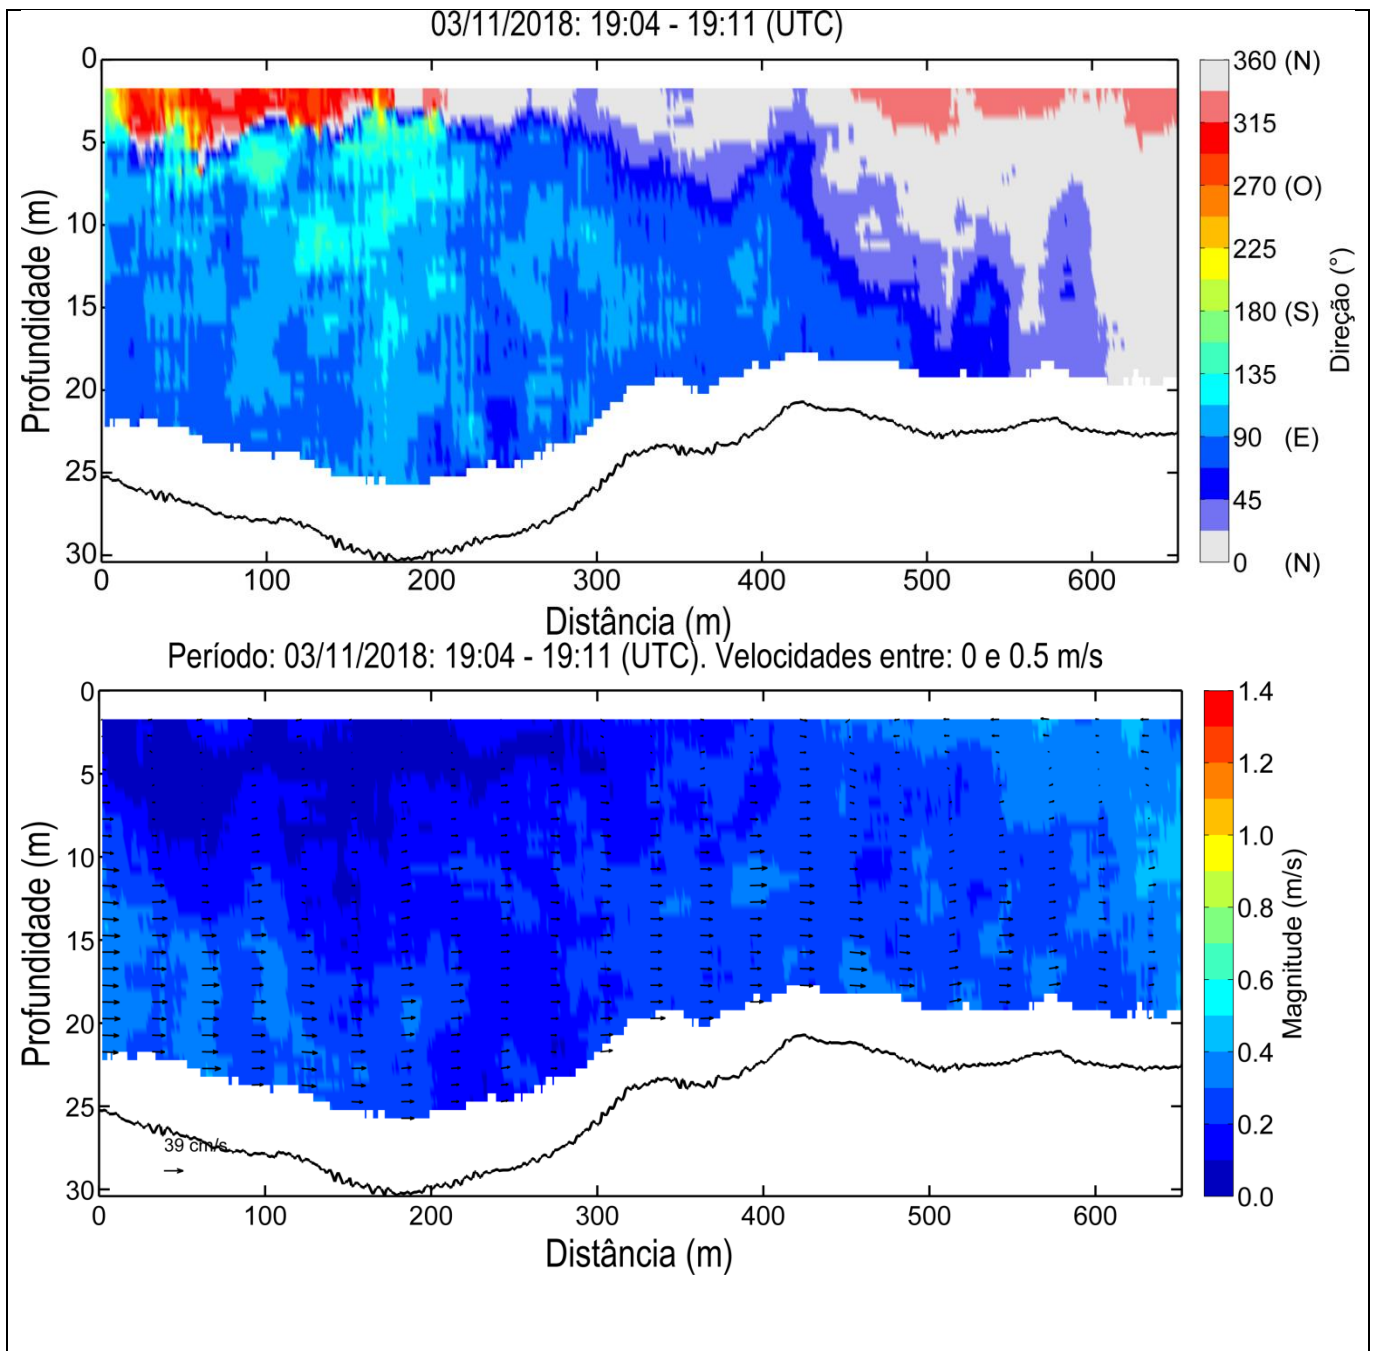 03/11/2018: 19:04 - 19:11 (UTC)
0
5
10
15
20
25
30
Profundidade (m)
0 100 200 300 400 500 600
Distância (m)
360 (N)
315
270 (O)
225
180 (S)
135
90 (E)
45
0 (N)
Direção (°)
Período: 03/11/2018: 19:04 - 19:11 (UTC). Velocidades entre: 0 e 0.5 m/s
0
5
10
15
20
25
30
Profundidade (m)
39 cm/s
0 100 200 300 400 500 600
Distância (m)
1.4
1.2
1.0
0.8
0.6
0.4
0.2
0.0
Magnitude (m/s)